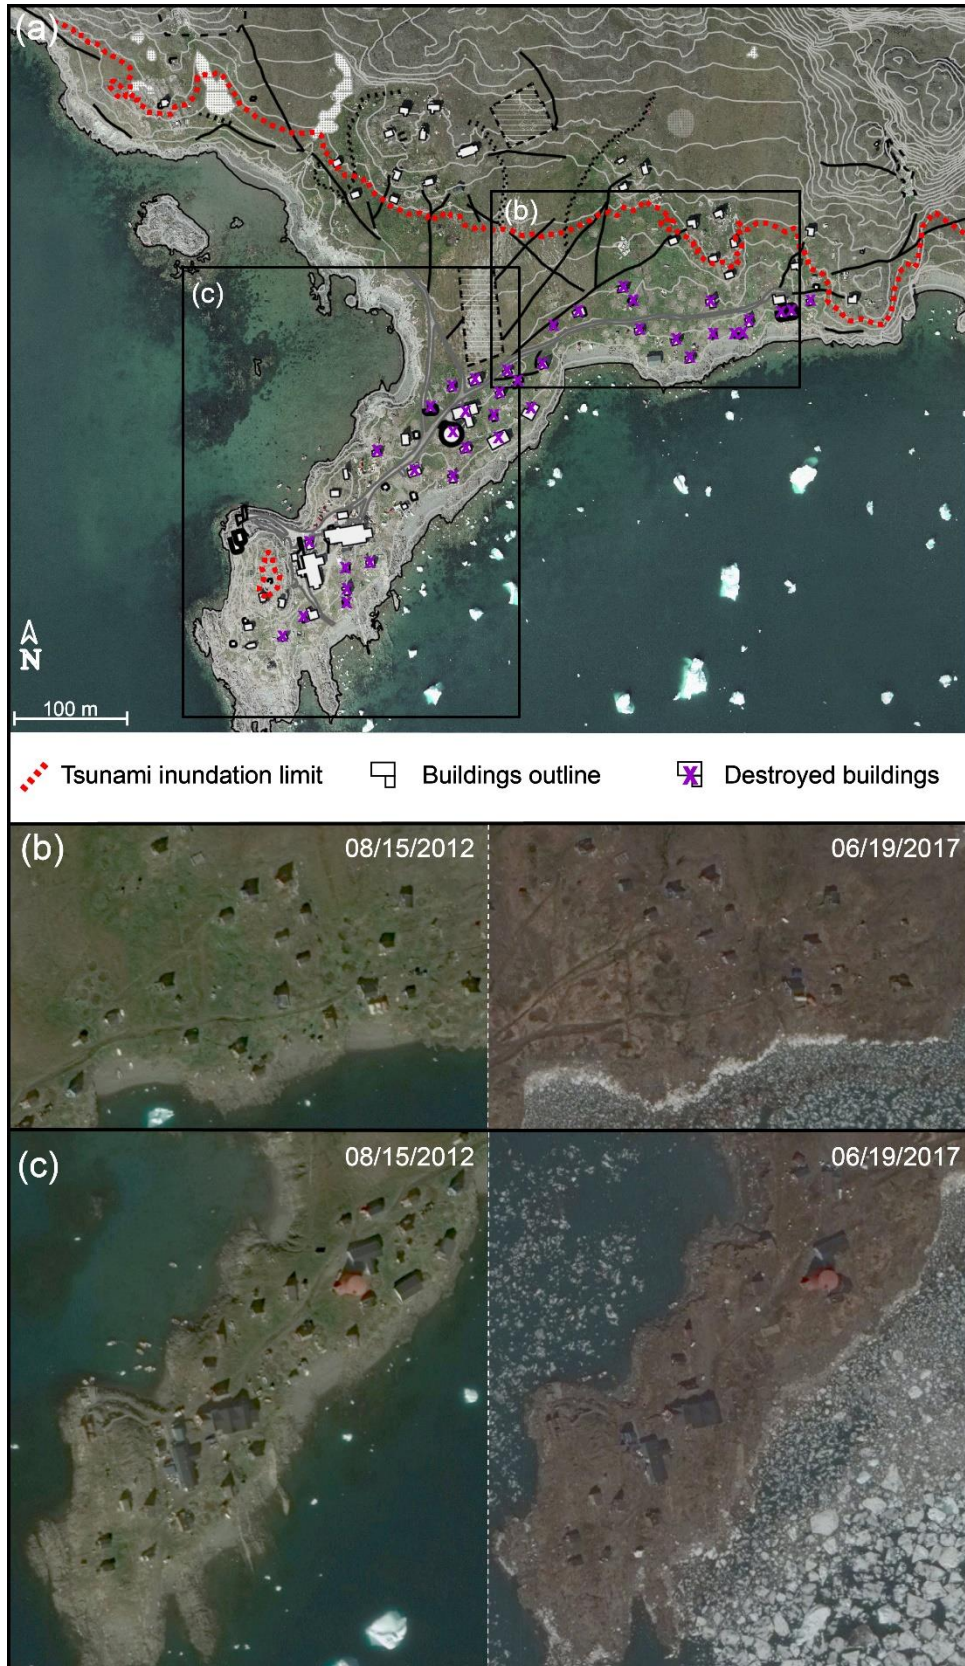 (a)
(b)
(c)
N
100 m
Tsunami inundation limit
Buildings outline
Destroyed buildings
(b)
08/15/2012
06/19/2017
(c)
08/15/2012
06/19/2017